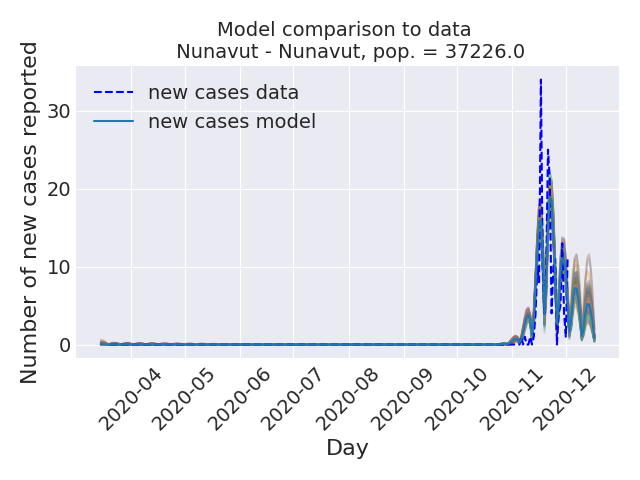 Model comparison to data
Nunavut - Nunavut, pop. = 37226.0
Number of new cases reported
new cases data
new cases model
30
20
10
0
2020-04
2020-05
2020-06
2020-07
2020-08
2020-09
2020-10
2020-11
2020-12
Day